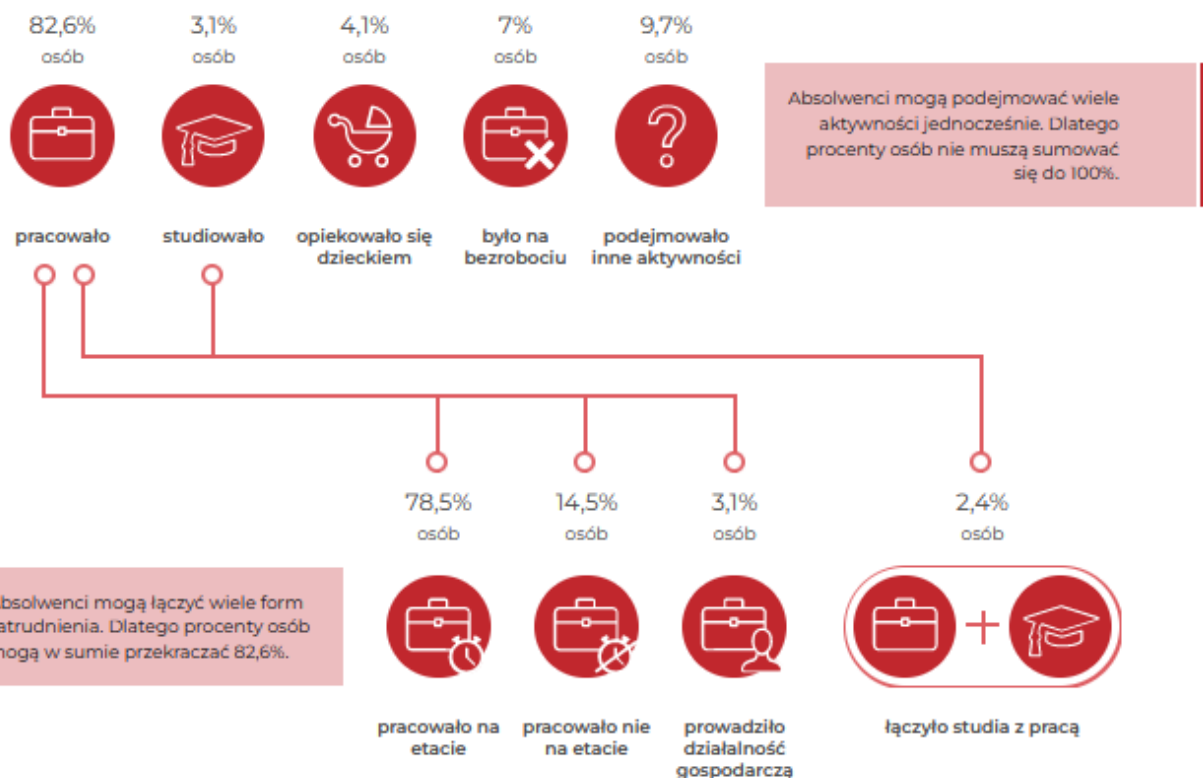 82,6%
osób
3,1%
osób
4,1%
osób
7%
osób
9,7%
osób
pracowało
studiowało
opiekowało się
dzieckiem
było na
bezrobociu
podejmowało
inne aktywności
Absolwenci mogą podejmować wiele
aktywności jednocześnie. Dlatego
procenty osób nie muszą sumować
się do 100%.
78,5%
osób
14,5%
osób
3,1%
osób
2,4%
osób
bsolwenci mogą łączyć wiele form
atrudnienia. Dlatego procenty osób
nogą w sumie przekraczać 82,6%.
pracowało na
etacie
pracowało nie
na etacie
prowadziło
działalność
gospodarczą
łączyło studia z pracą